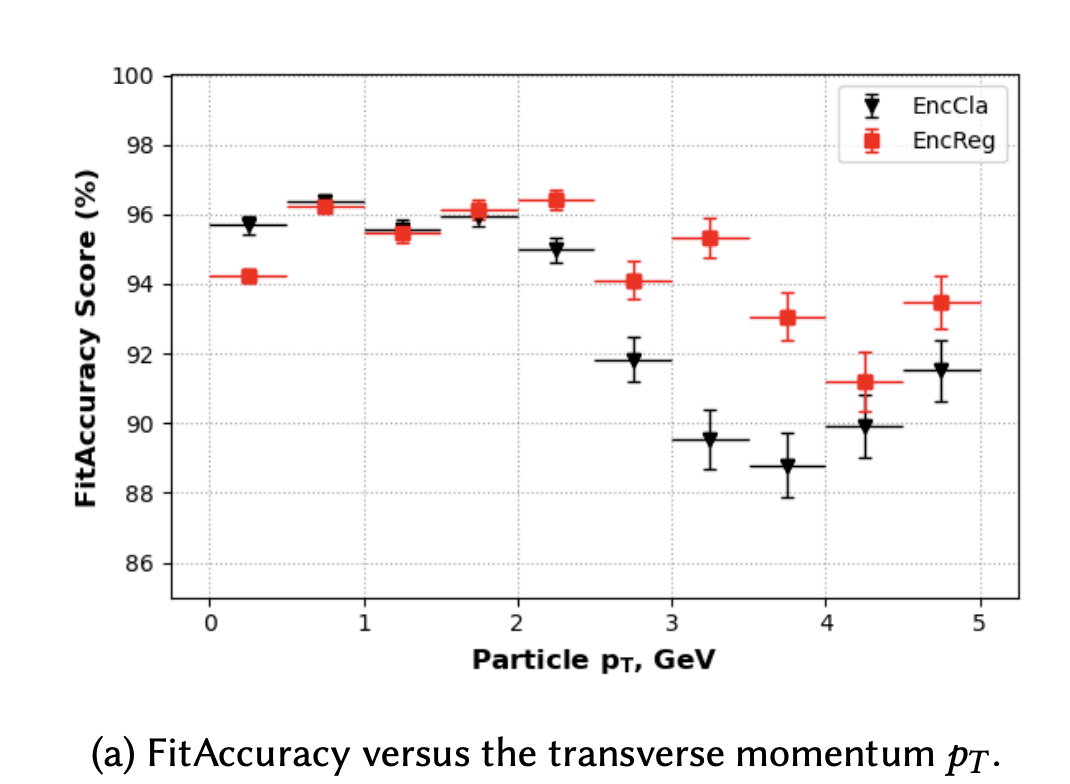 100
98
96
94
92
90
88
86
FitAccuracy Score (%)
EncCla
EncReg
0 1 2 3 4 5
Particle pT, GeV
(a) FitAccuracy versus the transverse momentum pT.